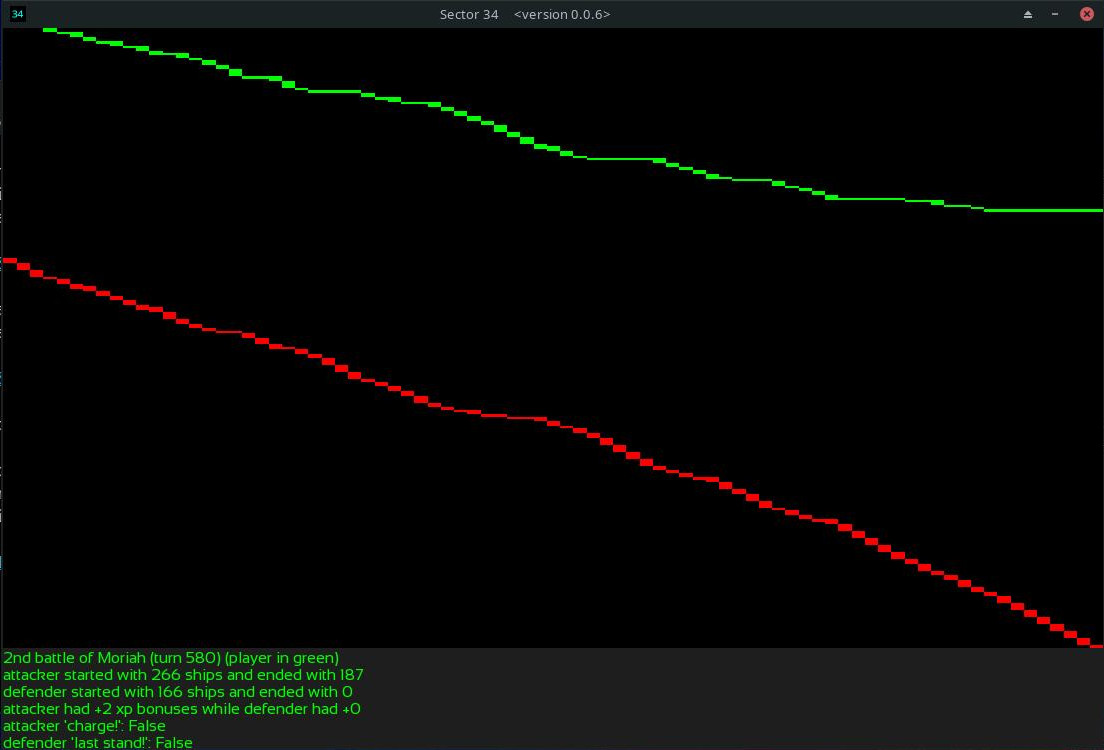 34
Sector 34 <version 0.0.6>
2nd battle of Moriah (turn 580) (player in green)
attacker started with 266 ships and ended with 187
defender started with 166 ships and ended with 0
attacker had +2 xp bonuses while defender had +0
attacker 'charge!': False
defender 'last stand!': False